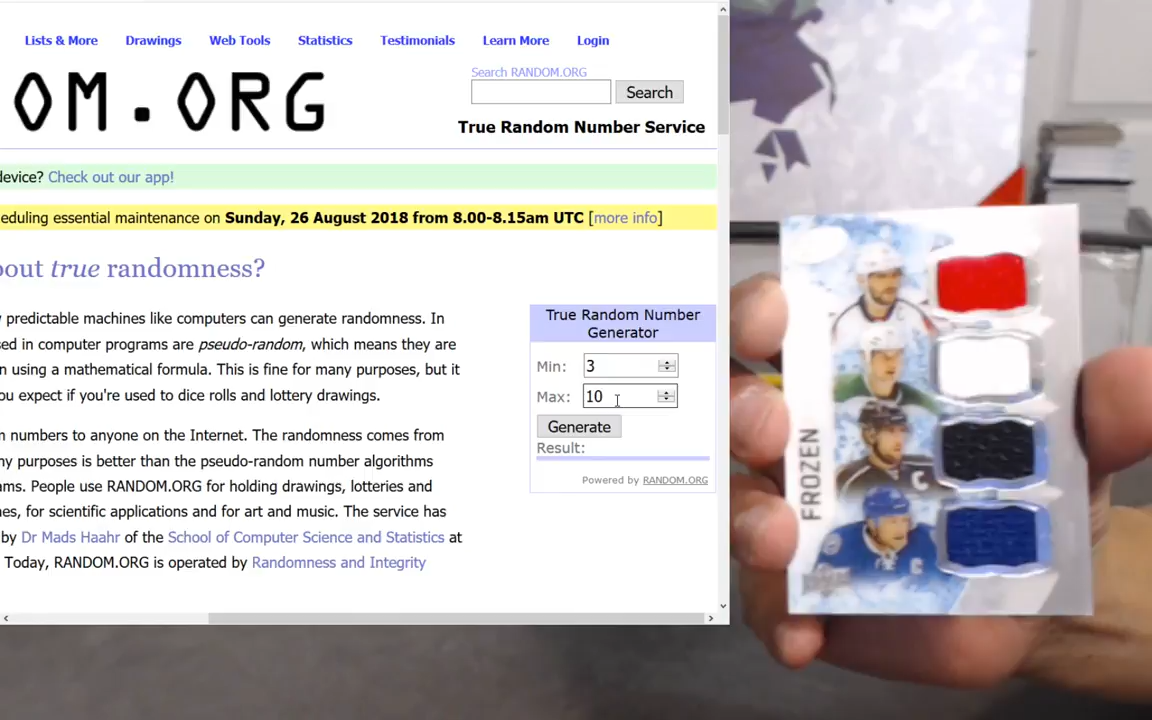 Lists & More Drawings Web Tools Statistics Testimonials Learn More Login
OM.ORG
Search RANDOM.ORG
Search
True Random Number Service
device? Check out our app!
eduling essential maintenance on Sunday, 26 August 2018 from 8.00-8.15am UTC [more info]
out true randomness?
predictable machines like computers can generate randomness. In
sed in computer programs are pseudo-random, which means they are
n using a mathematical formula. This is fine for many purposes, but it
ou expect if you're used to dice rolls and lottery drawings.
m numbers to anyone on the Internet. The randomness comes from
ny purposes is better than the pseudo-random number algorithms
ams. People use RANDOM.ORG for holding drawings, lotteries and
nes, for scientific applications and for art and music. The service has
by Dr Mads Haahr of the School of Computer Science and Statistics at
Today, RANDOM.ORG is operated by Randomness and Integrity
True Random Number
Generator
Min: 3
Max: 10
Generate
Result:
Powered by RANDOM.ORG
FROZEN
C
C